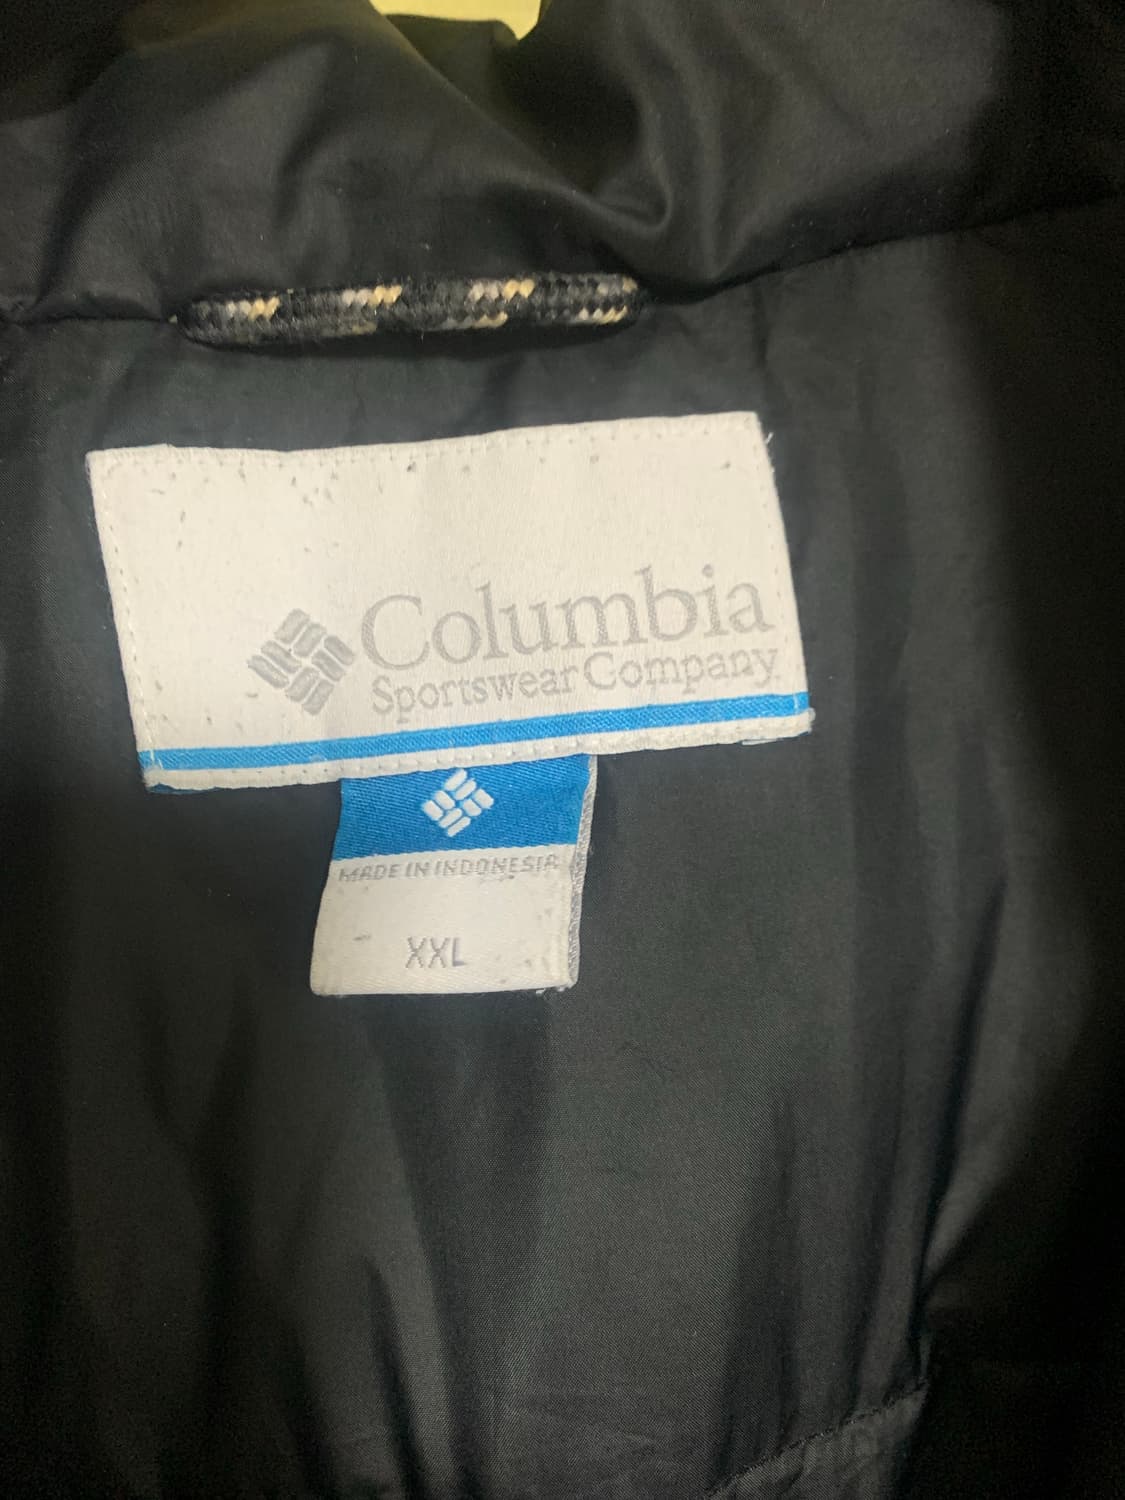 Columbia
Sportswear Company
MADE IN INDONESIA
XXL